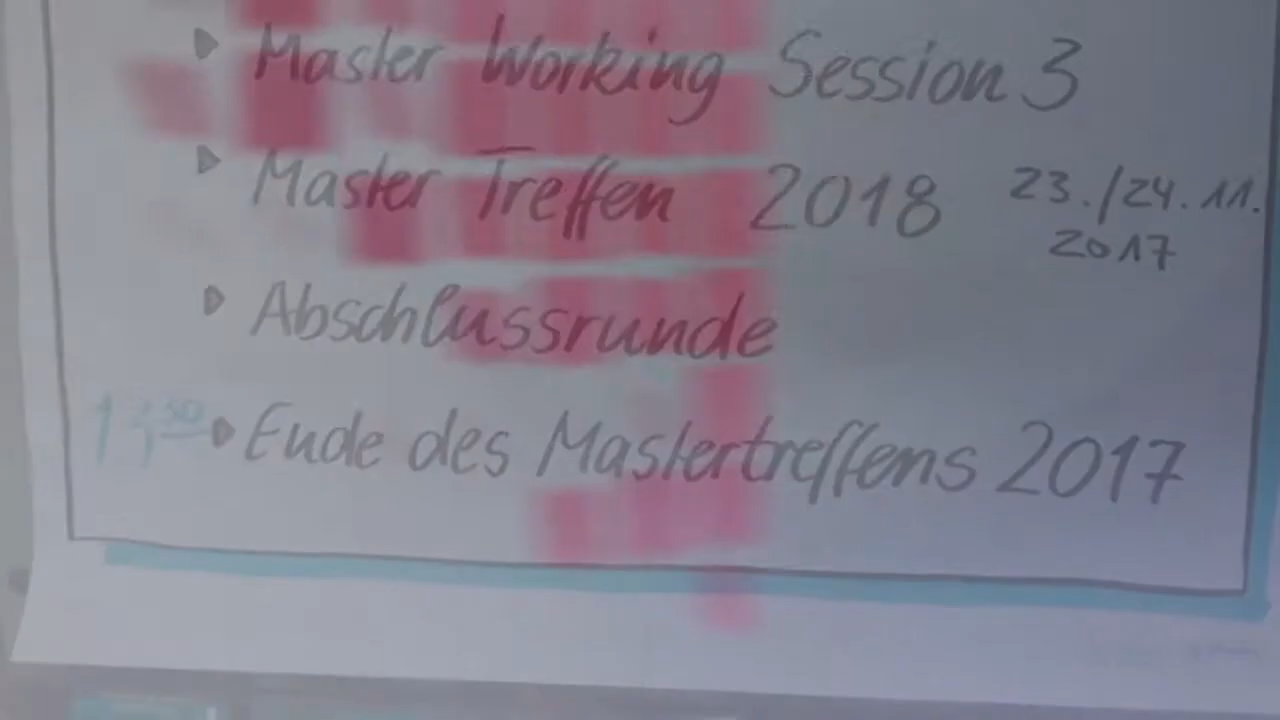 Master Working Session 3
Master Treffen 2018 23./24.11.
2017
Abschlussrunde
Ende des Mastertreffens 2017